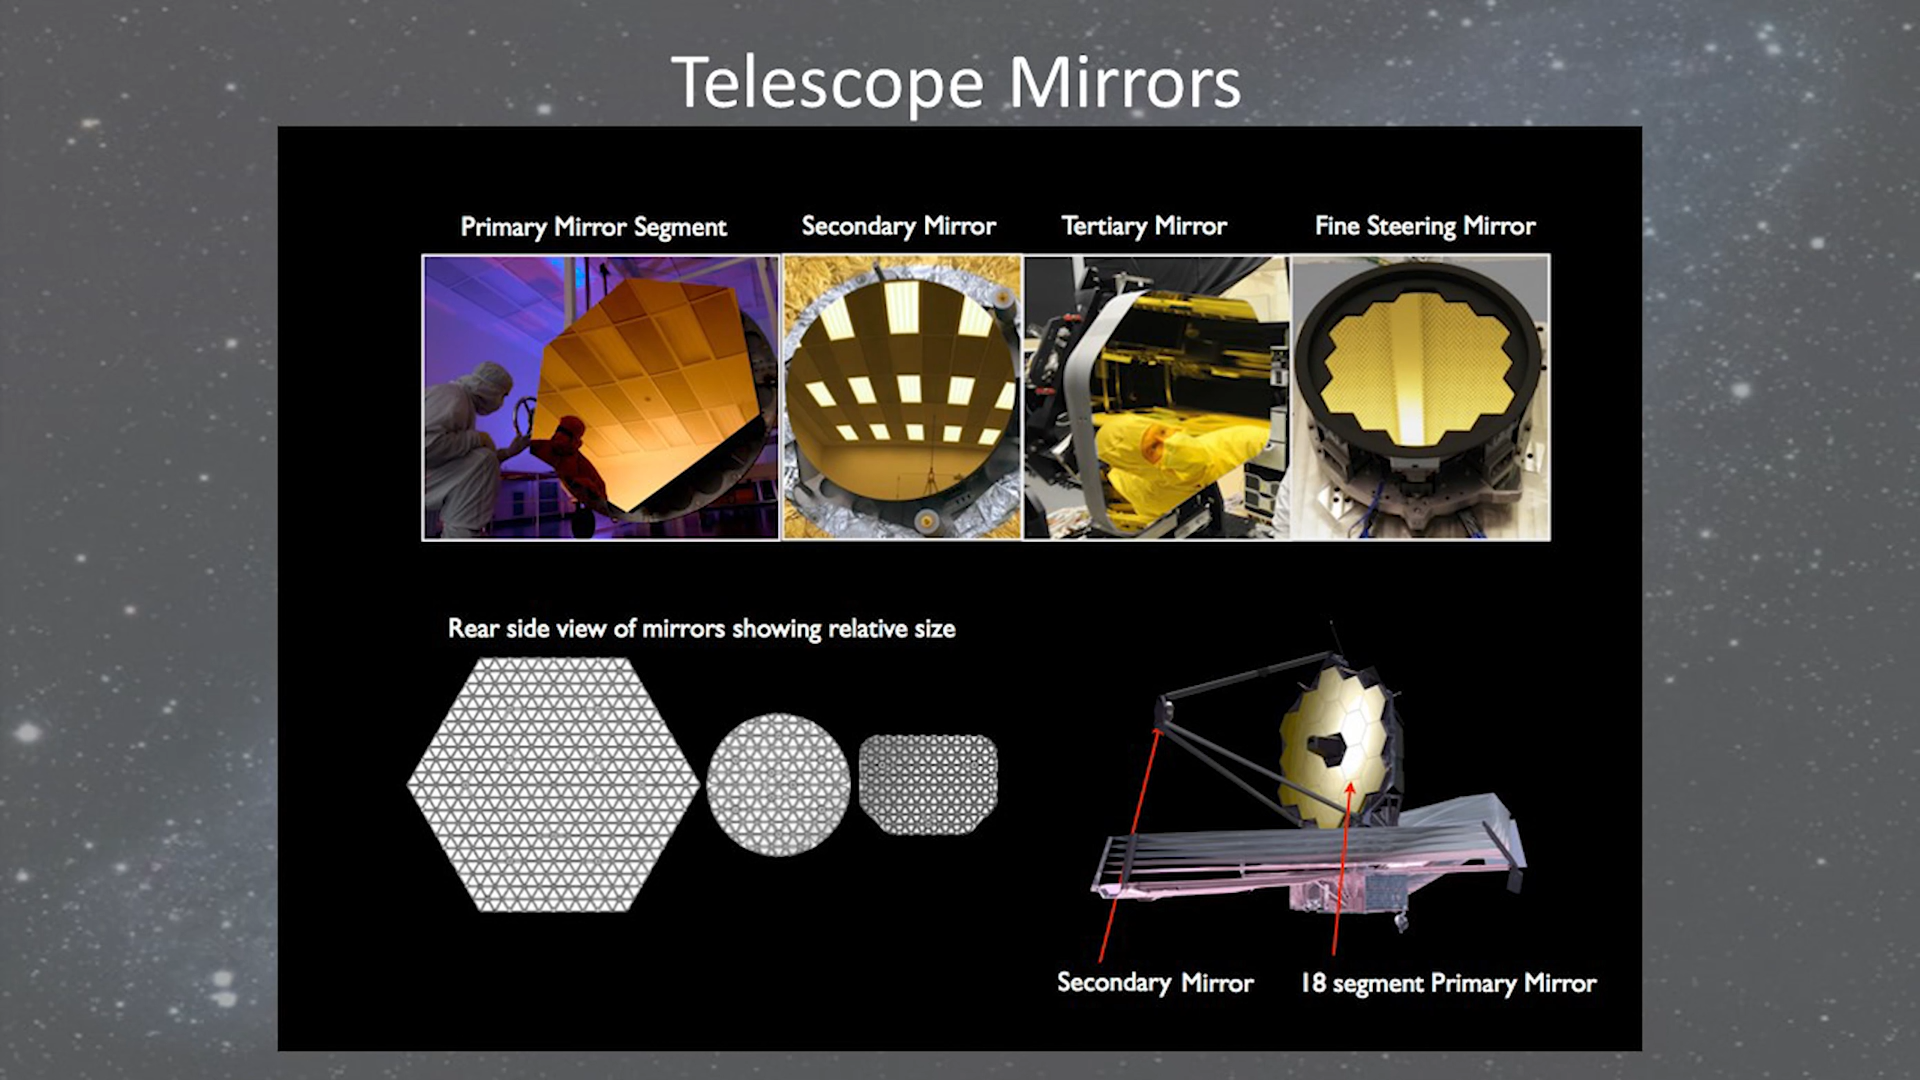 Telescope Mirrors
Primary Mirror Segment
Secondary Mirror
Tertiary Mirror
Fine Steering Mirror
Rear side view of mirrors showing relative size
Secondary Mirror
18 segment Primary Mirror